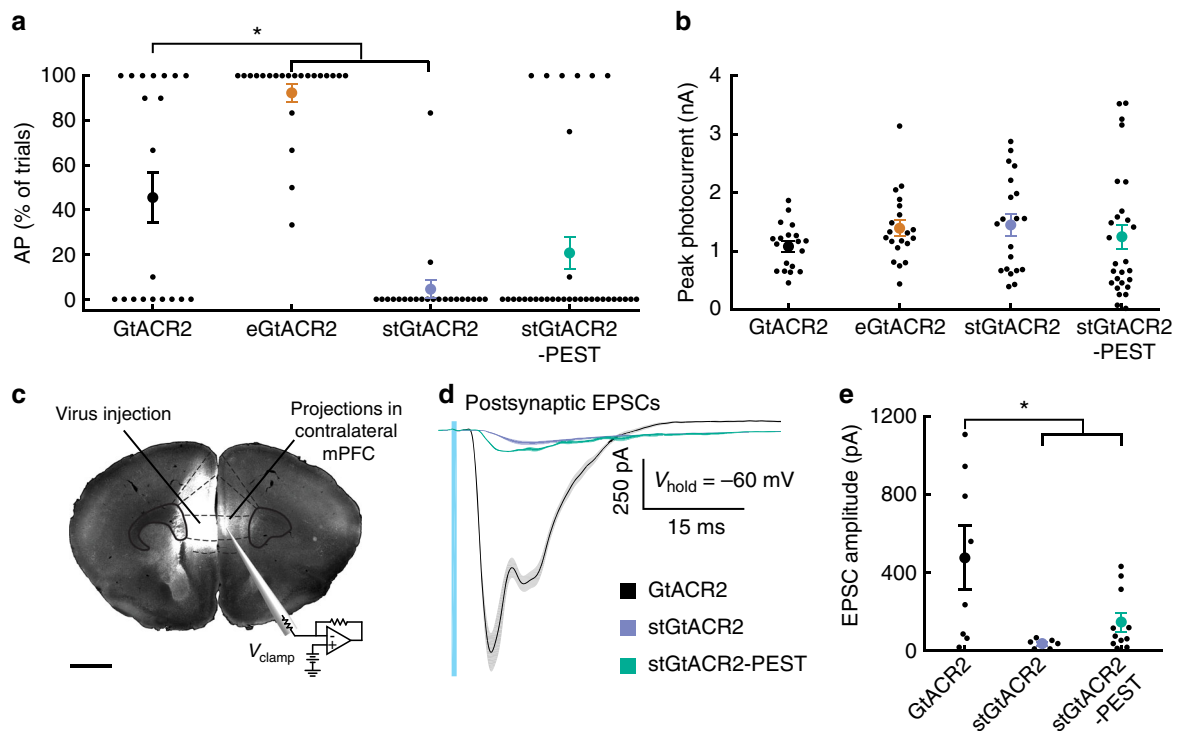 a
*
AP (% of trials)
100
80
60
40
20
0
GtACR2
eGtACR2
stGtACR2
stGtACR2
-PEST
b
Peak photocurrent (nA)
4
3
2
1
0
GtACR2
eGtACR2
stGtACR2
stGtACR2
-PEST
c
Virus injection
Projections in
contralateral
mPFC
Vclamp
-
+
d
Postsynaptic EPSCs
250 pA
Vhold = –60 mV
15 ms
GtACR2
stGtACR2
stGtACR2-PEST
e
*
EPSC amplitude (pA)
1200
800
400
0
GtACR2
stGtACR2
stGtACR2
-PEST